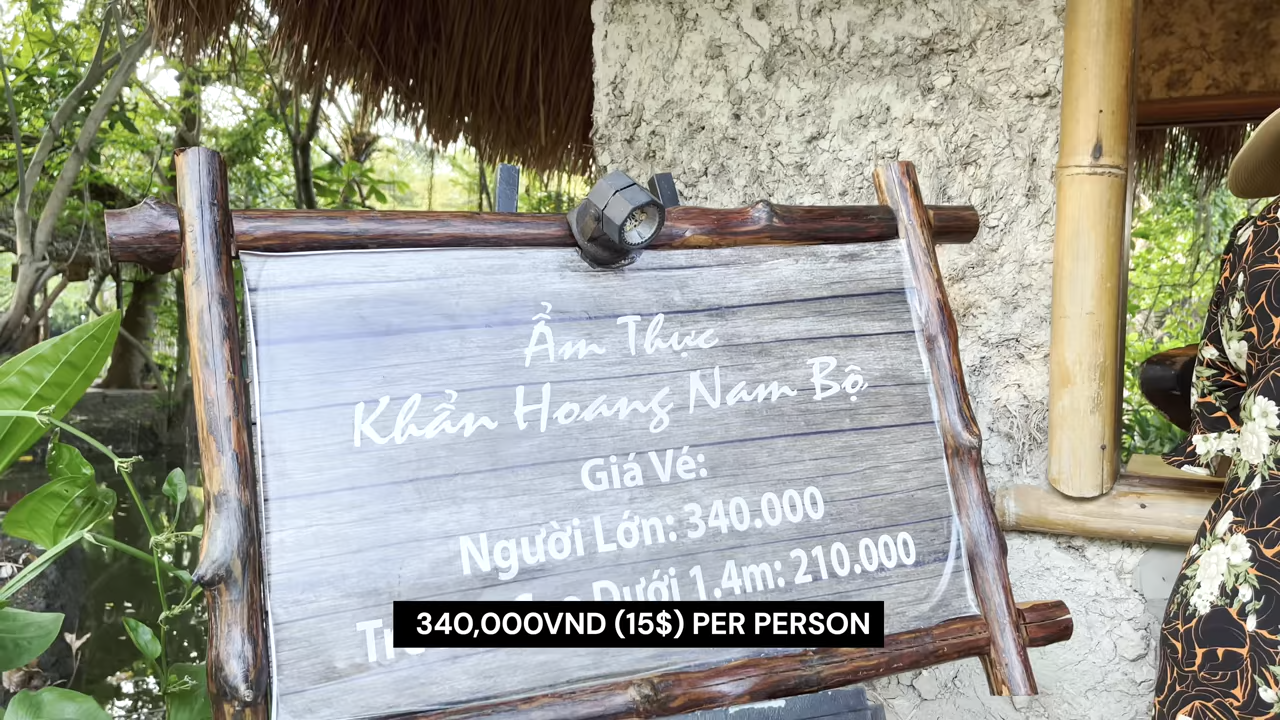 Ẩm Thực
Khẩn Hoang Nam Bộ
Giá Vé:
Người Lớn: 340.000
Dưới 1.4m: 210.000
340,000VND (15$) PER PERSON